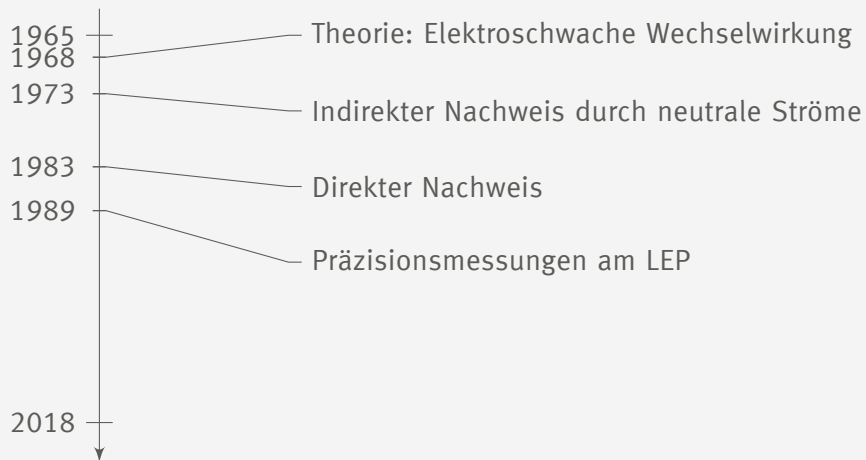 1965
Theorie: Elektroschwache Wechselwirkung
1968
1973
Indirekter Nachweis durch neutrale Ströme
1983
Direkter Nachweis
1989
Präzisionsmessungen am LEP
2018